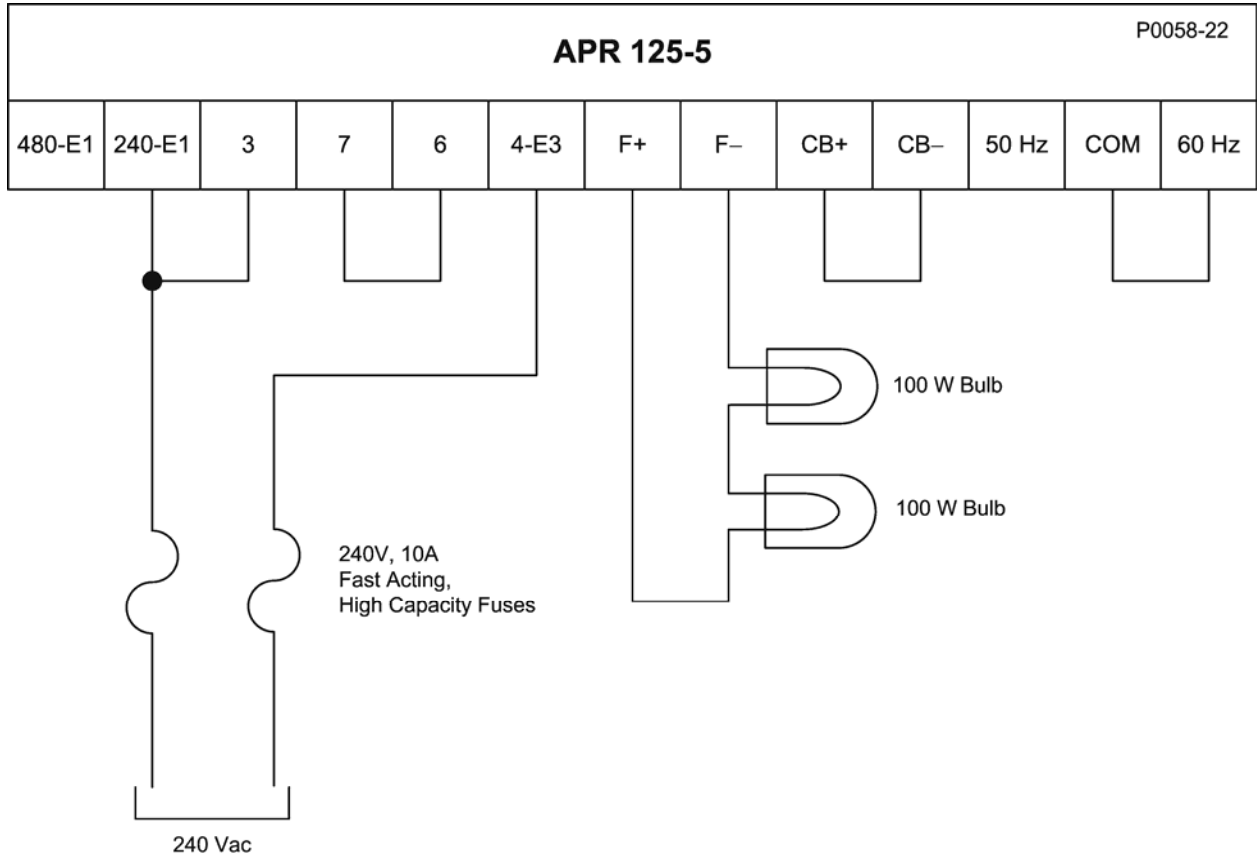 P0058-22
APR 125-5
480-E1 240-E1 3 7 6 4-E3 F+ F− CB+ CB− 50 Hz COM 60 Hz
100 W Bulb
100 W Bulb
240V, 10A
Fast Acting,
High Capacity Fuses
240 Vac